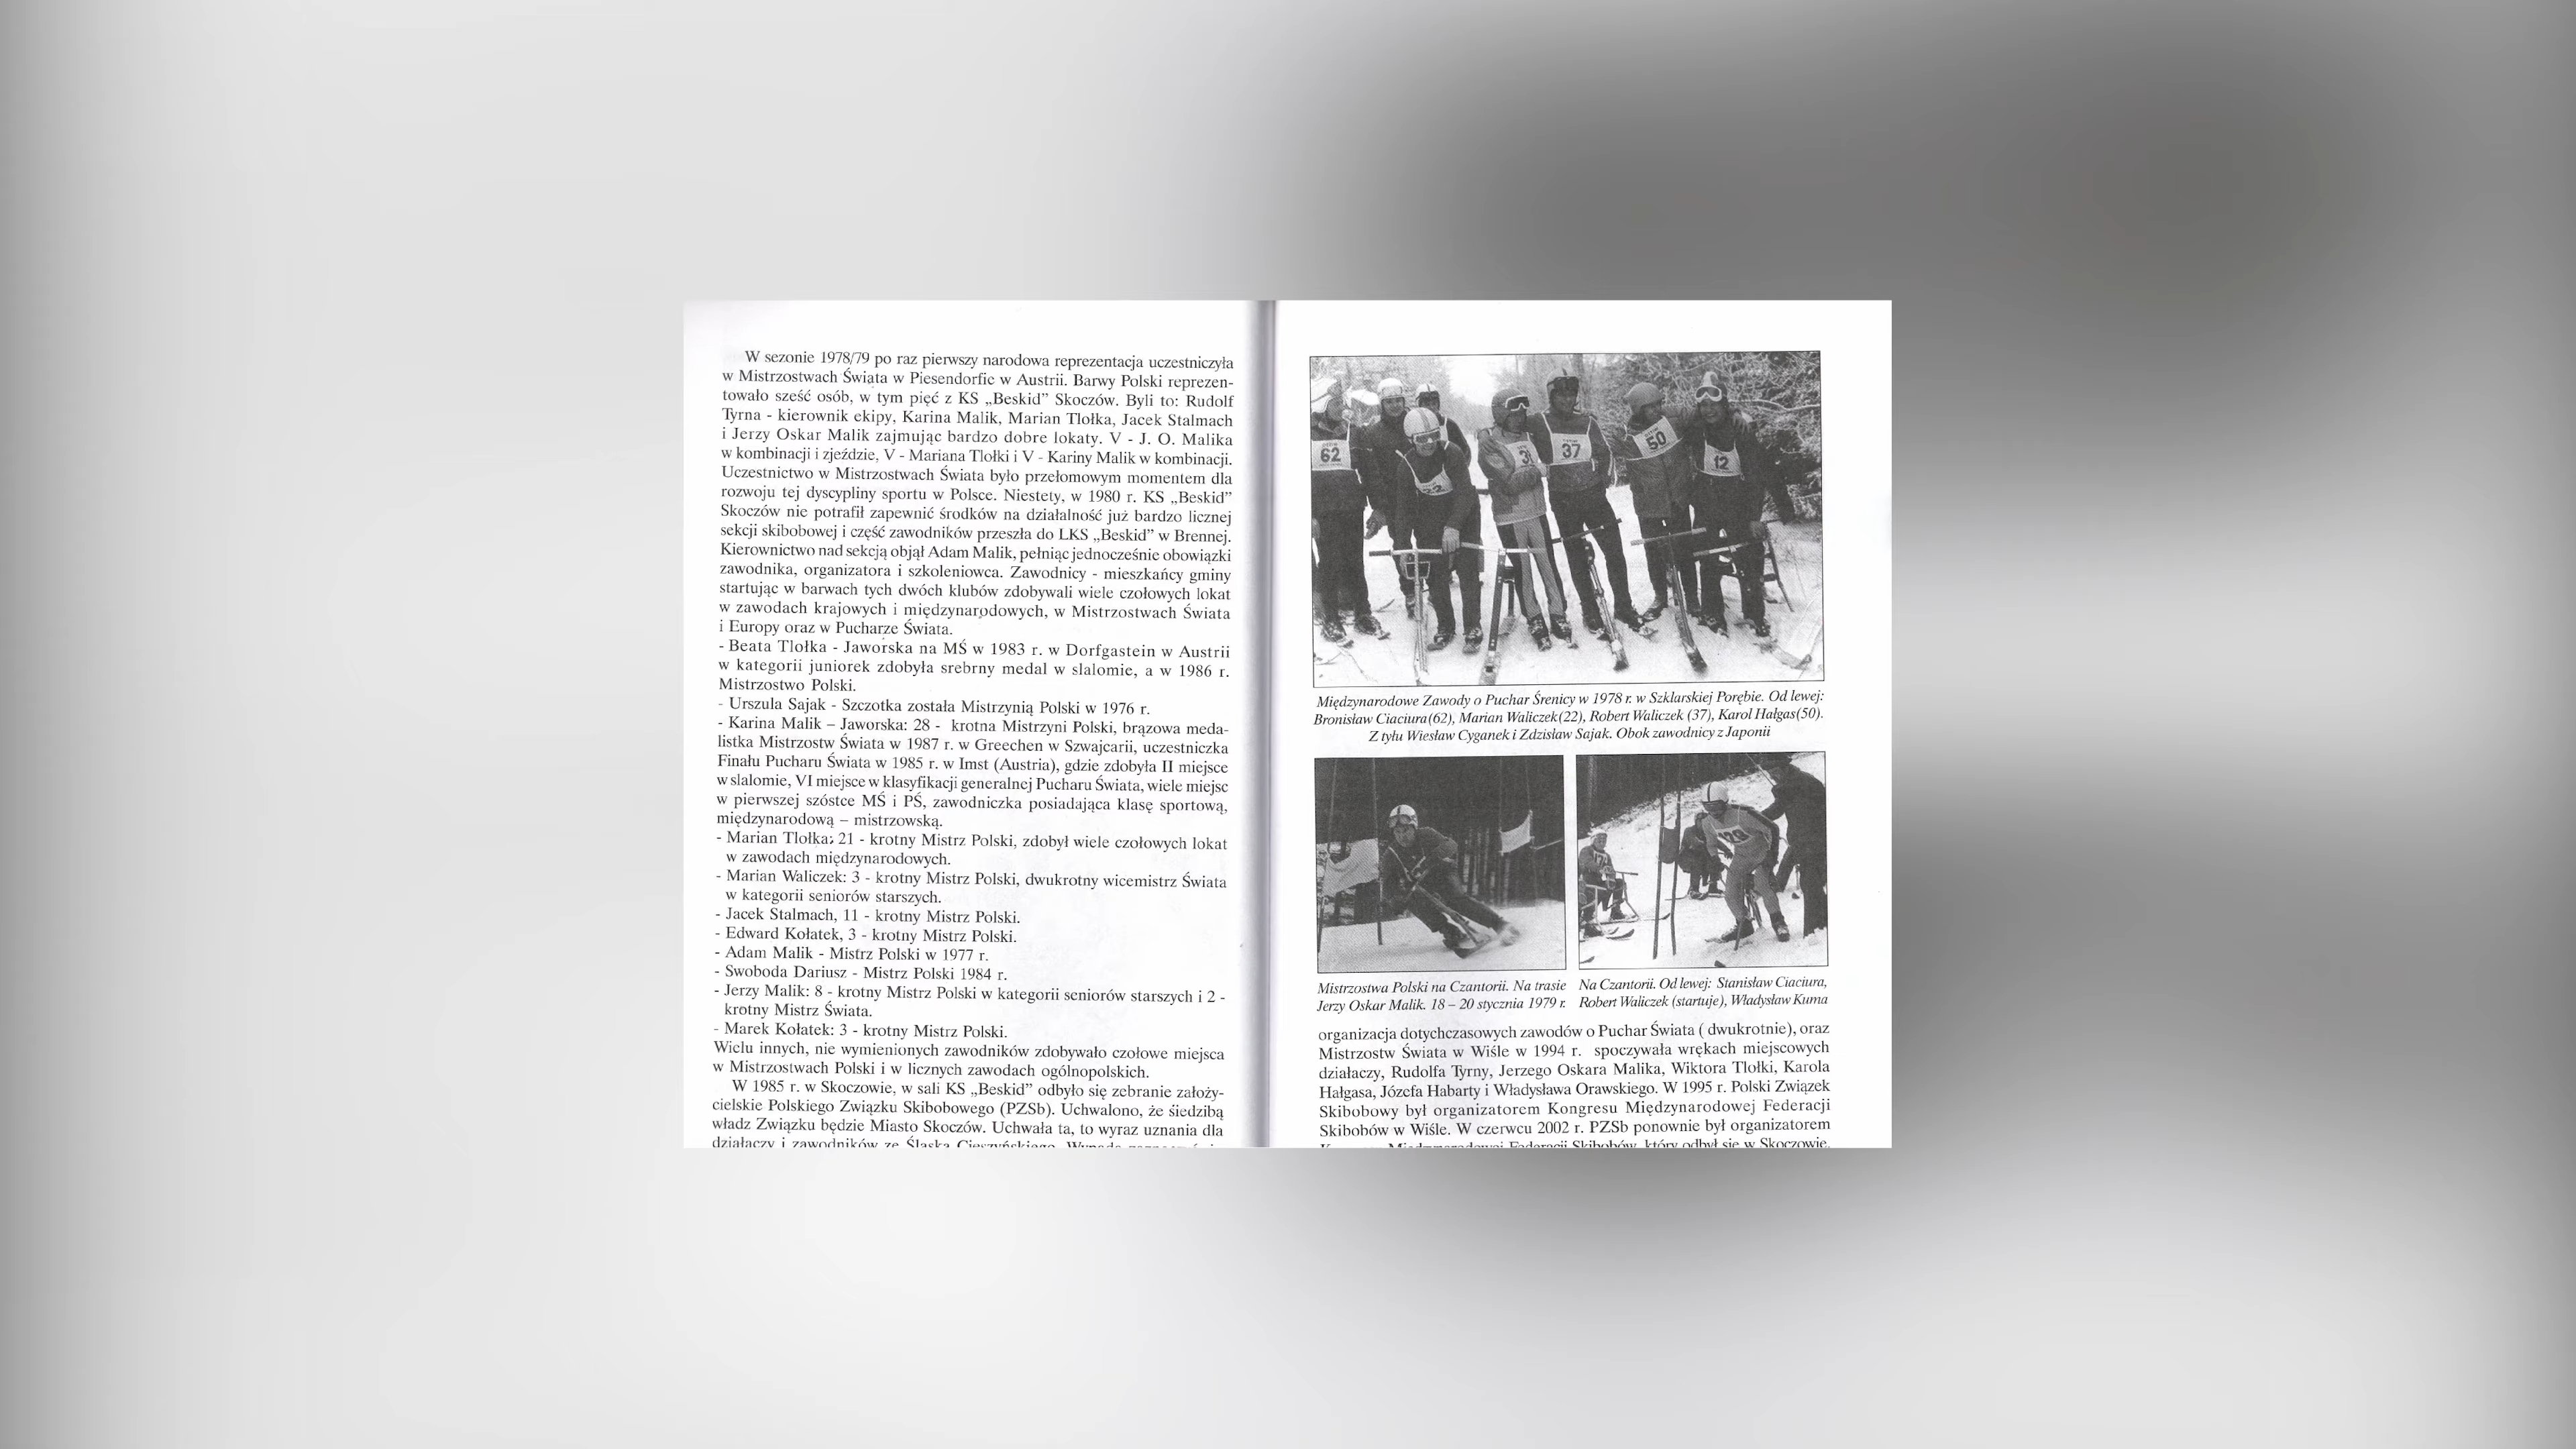 W sezonie 1978/79 po raz pierwszy narodowa reprezentacja uczestniczyła
w Mistrzostwach Świata w Piesendorfie w Austrii. Barwy Polski reprezen-
towało sześć osób, w tym pięć z KS „Beskid” Skoczów. Byli to: Rudolf
Tyrna - kierownik ekipy, Karina Malik, Marian Tlołka, Jacek Stalmach
i Jerzy Oskar Malik zajmując bardzo dobre lokaty. V - J. O. Malika
w kombinacji i zjeździe, V - Mariana Tlołki i V - Kariny Malik w kombinacji.
Uczestnictwo w Mistrzostwach Świata było przełomowym momentem dla
rozwoju tej dyscypliny sportu w Polsce. Niestety, w 1980 r. KS „Beskid”
Skoczów nie potrafił zapewnić środków na działalność już bardzo licznej
sekcji skibobowej i część zawodników przeszła do LKS „Beskid” w Brennej.
Kierownictwo nad sekcją objął Adam Malik, pełniąc jednocześnie obowiązki
zawodnika, organizatora i szkoleniowca. Zawodnicy - mieszkańcy gminy
startując w barwach tych dwóch klubów zdobywali wiele czołowych lokat
w zawodach krajowych i międzynarodowych, w Mistrzostwach Świata
i Europy oraz w Pucharze Świata.
- Beata Tlołka - Jaworska na MŚ w 1983 r. w Dorfgastein w Austrii
w kategorii juniorek zdobyła srebrny medal w slalomie, a w 1986 r.
Mistrzostwo Polski.
- Urszula Sajak - Szczotka została Mistrzynią Polski w 1976 r.
- Karina Malik – Jaworska: 28 - krotna Mistrzyni Polski, brązowa meda-
listka Mistrzostw Świata w 1987 r. w Greechen w Szwajcarii, uczestniczka
Finału Pucharu Świata w 1985 r. w Imst (Austria), gdzie zdobyła II miejsce
w slalomie, VI miejsce w klasyfikacji generalnej Pucharu Świata, wiele miejsc
w pierwszej szóstce MŚ i PŚ, zawodniczka posiadająca klasę sportową,
międzynarodową – mistrzowską.
- Marian Tlołka: 21 - krotny Mistrz Polski, zdobył wiele czołowych lokat
w zawodach międzynarodowych.
- Marian Waliczek: 3 - krotny Mistrz Polski, dwukrotny wicemistrz Świata
w kategorii seniorów starszych.
- Jacek Stalmach, 11 - krotny Mistrz Polski.
- Edward Kołatek, 3 - krotny Mistrz Polski.
- Adam Malik - Mistrz Polski w 1977 r.
- Swoboda Dariusz - Mistrz Polski 1984 r.
- Jerzy Malik: 8 - krotny Mistrz Polski w kategorii seniorów starszych i 2 -
krotny Mistrz Świata.
- Marek Kołatek: 3 - krotny Mistrz Polski.
Wielu innych, nie wymienionych zawodników zdobywało czołowe miejsca
w Mistrzostwach Polski i w licznych zawodach ogólnopolskich.
W 1985 r. w Skoczowie, w sali KS „Beskid” odbyło się zebranie założy-
cielskie Polskiego Związku Skibobowego (PZSb). Uchwalono, że siedzibą
władz Związku będzie Miasto Skoczów. Uchwała ta, to wyraz uznania dla
działaczy i zawodników ze Śląska Cieszyńskiego.
62
22
37
50
12
Międzynarodowe Zawody o Puchar Śrenicy w 1978 r. w Szklarskiej Porębie. Od lewej:
Bronisław Ciaciura(62), Marian Waliczek(22), Robert Waliczek (37), Karol Hałgas(50).
Z tyłu Wiesław Cyganek i Zdzisław Sajak. Obok zawodnicy z Japonii
Mistrzostwa Polski na Czantorii. Na trasie
Jerzy Oskar Malik. 18 – 20 stycznia 1979 r.
Na Czantorii. Od lewej: Stanisław Ciaciura,
Robert Waliczek (startuje), Władysław Kuma
organizacja dotychczasowych zawodów o Puchar Świata ( dwukrotnie), oraz
Mistrzostw Świata w Wiśle w 1994 r. spoczywała wrękach miejscowych
działaczy, Rudolfa Tyrny, Jerzego Oskara Malika, Wiktora Tlołki, Karola
Hałgasa, Józefa Habarty i Władysława Orawskiego. W 1995 r. Polski Związek
Skibobowy był organizatorem Kongresu Międzynarodowej Federacji
Skibobów w Wiśle. W czerwcu 2002 r. PZSb ponownie był organizatorem
Międzynarodowej Federacji Skibobów, który odbył się w Skoczowie.